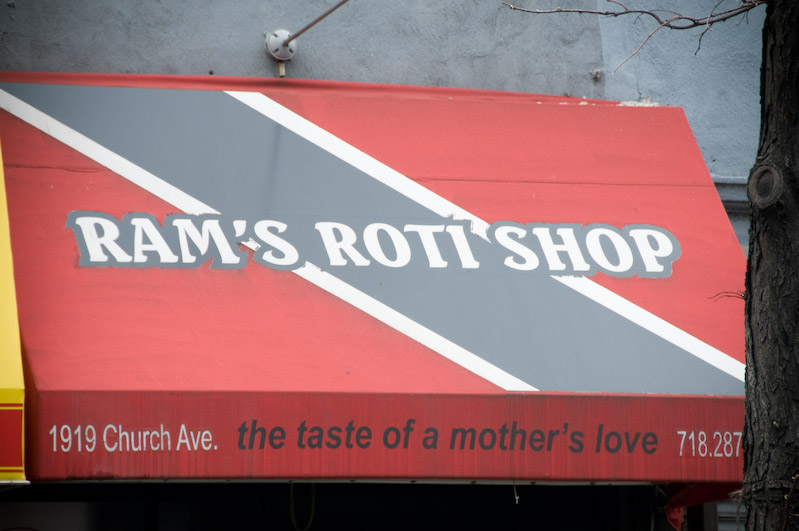 RAM'S ROTI SHOP
1919 Church Ave. the taste of a mother's love 718.287